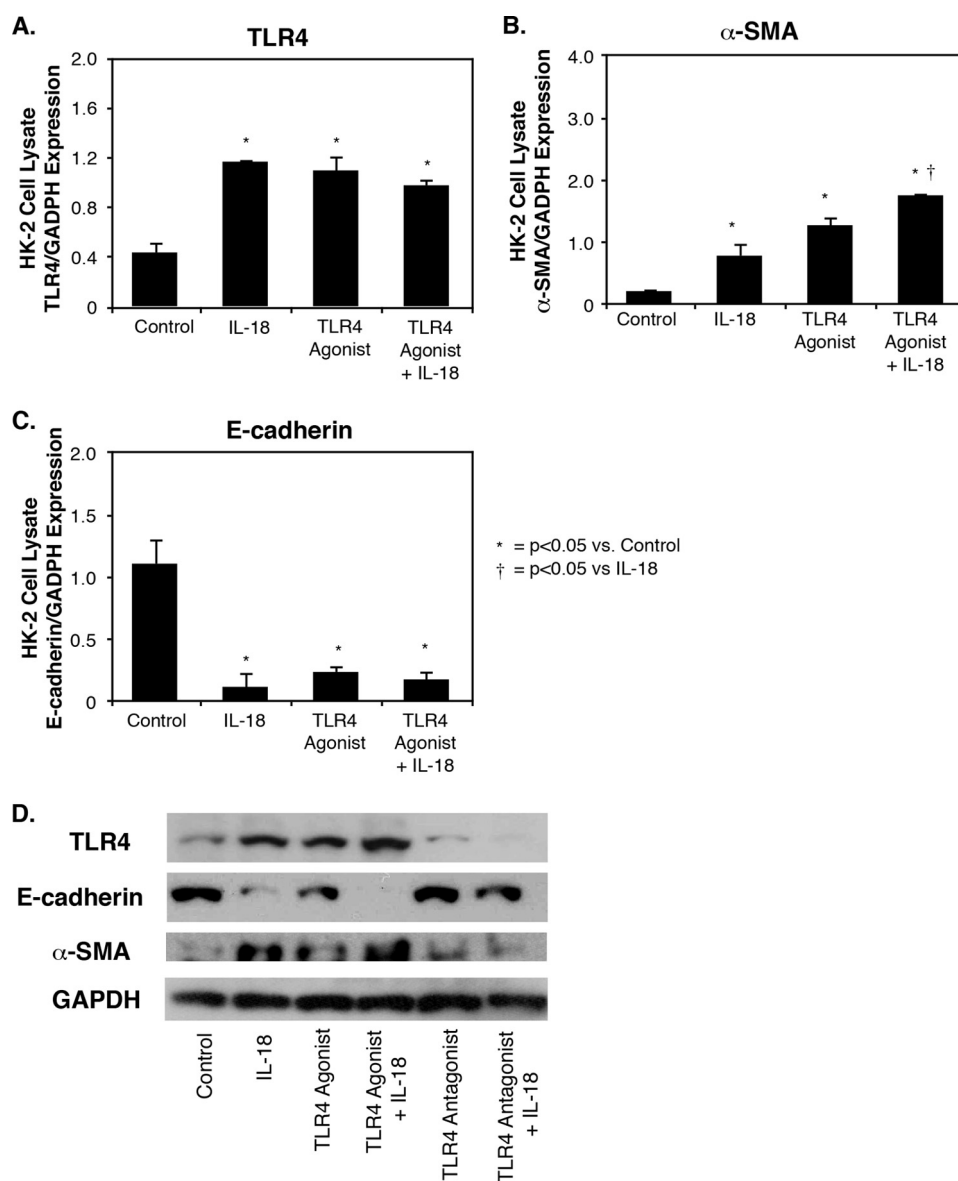 A.
TLR4
HK-2 Cell Lysate
TLR4/GADPH Expression
2.0
1.6
1.2
0.8
0.4
0
*
*
*
Control
IL-18
TLR4
Agonist
TLR4
Agonist
+ IL-18
B.
α-SMA
HK-2 Cell Lysate
α-SMA/GADPH Expression
4.0
3.0
2.0
1.0
0
*
*
* †
Control
IL-18
TLR4
Agonist
TLR4
Agonist
+ IL-18
C.
E-cadherin
HK-2 Cell Lysate
E-cadherin/GADPH Expression
2.0
1.5
1.0
0.5
0
*
*
*
Control
IL-18
TLR4
Agonist
TLR4
Agonist
+ IL-18
* = p<0.05 vs. Control
† = p<0.05 vs IL-18
D.
TLR4
E-cadherin
α-SMA
GAPDH
Control
IL-18
TLR4 Agonist
TLR4 Agonist
+ IL-18
TLR4 Antagonist
TLR4 Antagonist
+ IL-18